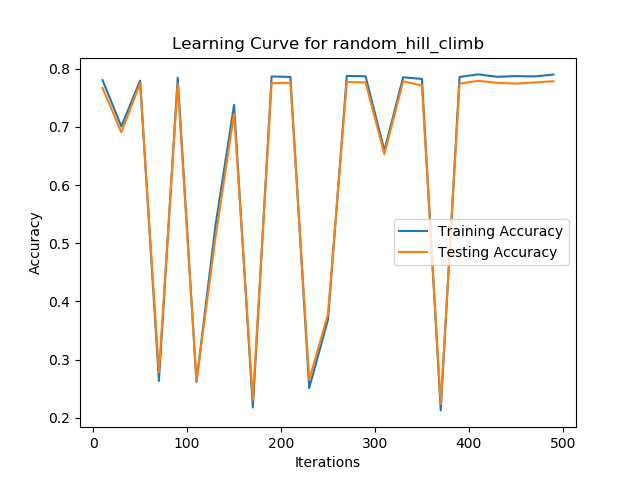 Learning Curve for random_hill_climb
0.8
0.7
0.6
0.5
0.4
0.3
0.2
Accuracy
Training Accuracy
Testing Accuracy
0 100 200 300 400 500
Iterations